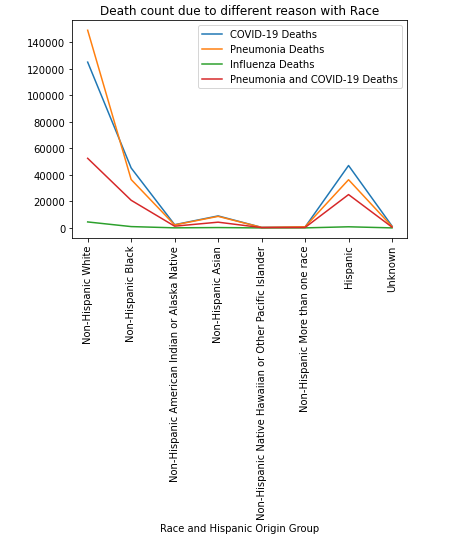 Death count due to different reason with Race
COVID-19 Deaths
Pneumonia Deaths
Influenza Deaths
Pneumonia and COVID-19 Deaths
140000
120000
100000
80000
60000
40000
20000
0
Non-Hispanic White
Non-Hispanic Black
Non-Hispanic American Indian or Alaska Native
Non-Hispanic Asian
Non-Hispanic Native Hawaiian or Other Pacific Islander
Non-Hispanic More than one race
Hispanic
Unknown
Race and Hispanic Origin Group